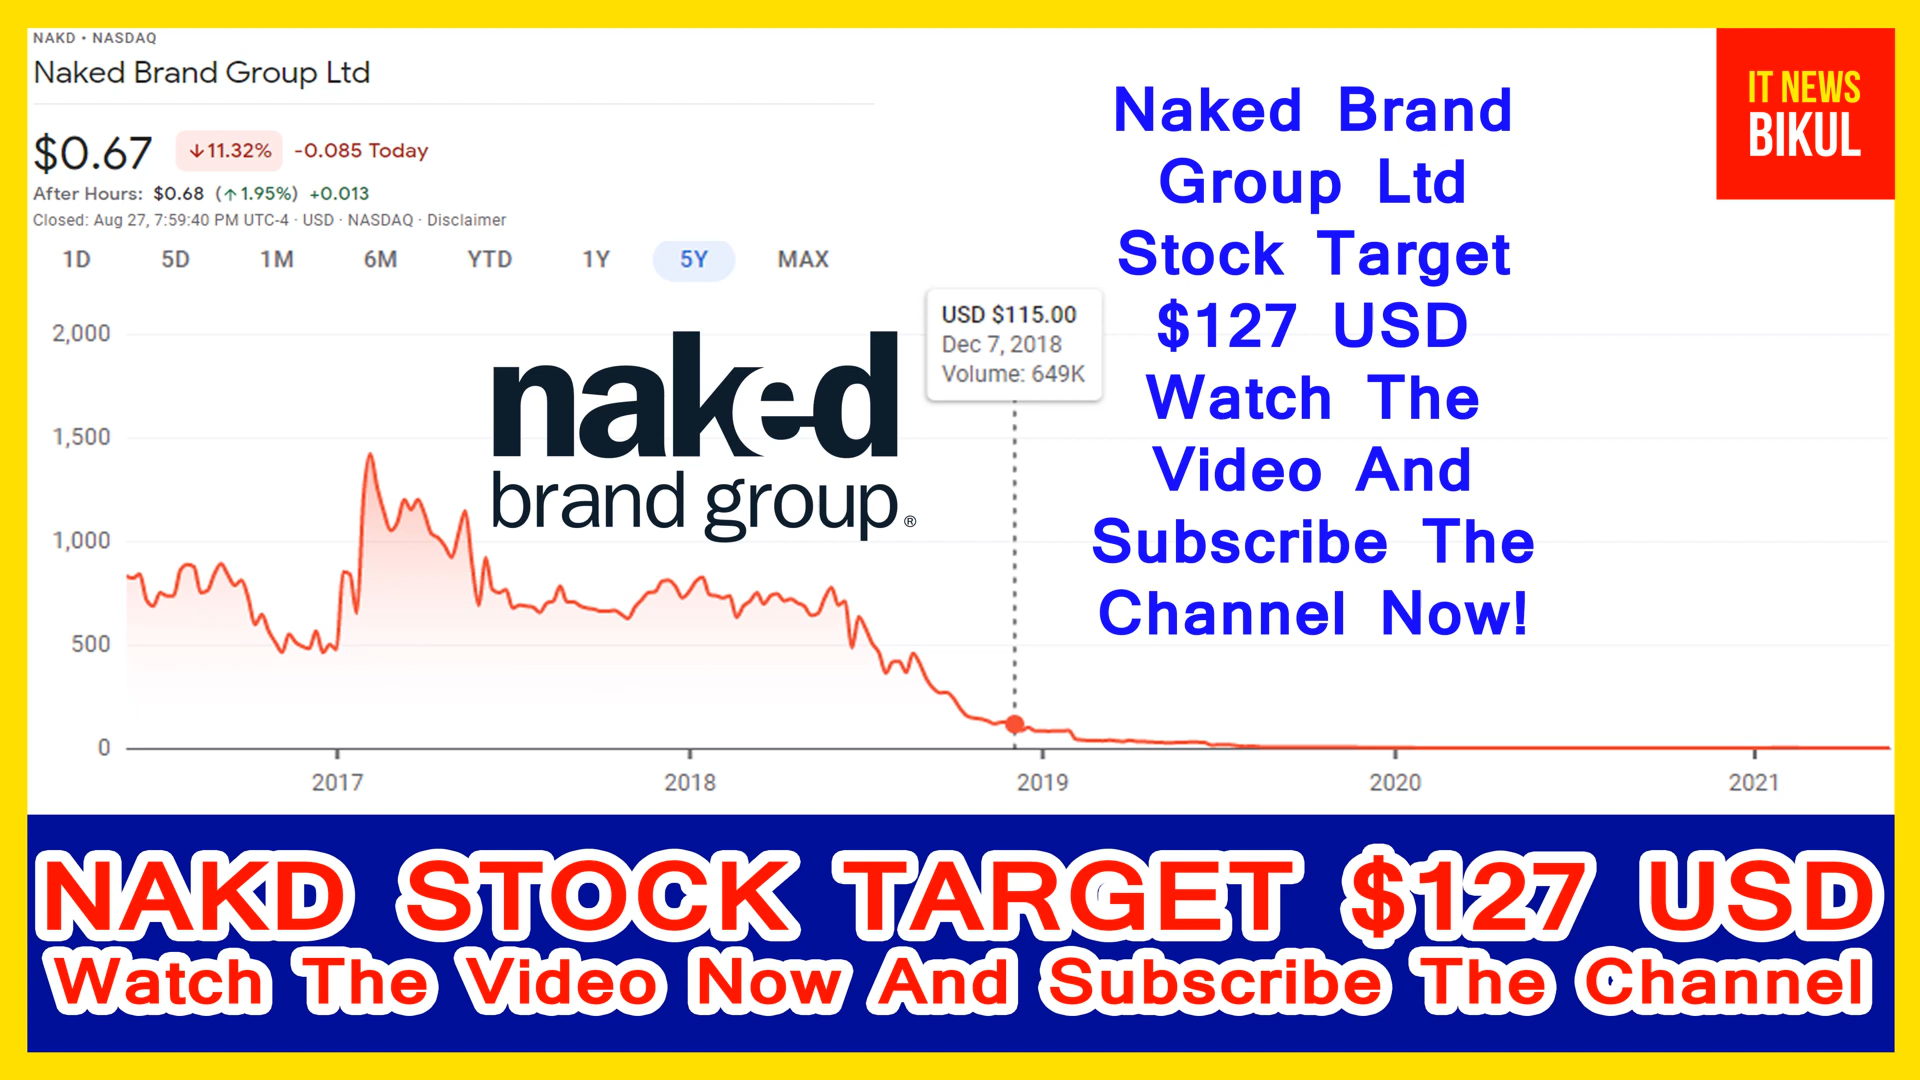 NAKD • NASDAQ
Naked Brand Group Ltd
$0.67 ↓11.32% -0.085 Today
After Hours: $0.68 (↑1.95%) +0.013
Closed: Aug 27, 7:59:40 PM UTC-4 · USD · NASDAQ · Disclaimer
1D 5D 1M 6M YTD 1Y 5Y MAX
USD $115.00
Dec 7, 2018
Volume: 649K
2,000
1,500
1,000
500
0
2017 2018 2019 2020 2021
naked
brand group®
Naked Brand
Group Ltd
Stock Target
$127 USD
Watch The
Video And
Subscribe The
Channel Now!
IT NEWS
BIKUL
NAKD STOCK TARGET $127 USD
Watch The Video Now And Subscribe The Channel